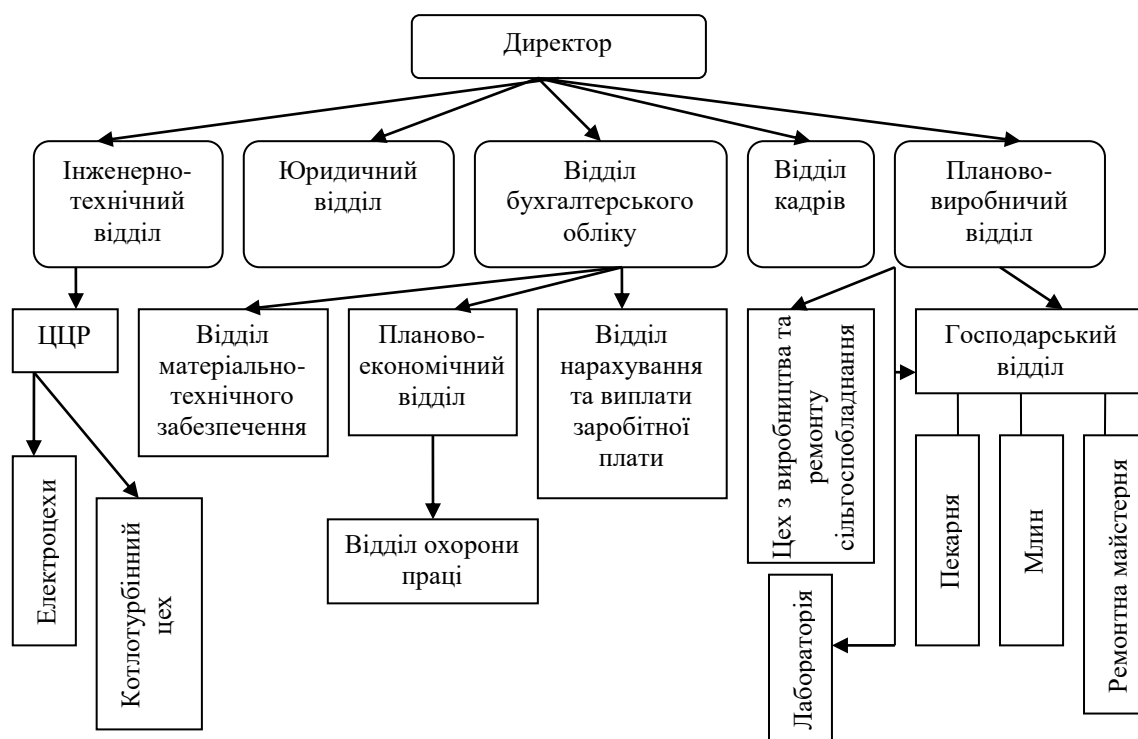 Директор
Інженерно-
технічний
відділ
Юридичний
відділ
Відділ
бухгалтерського
обліку
Відділ
кадрів
Планово-
виробничий
відділ
ЦЦР
Відділ
матеріально-
технічного
забезпечення
Планово-
економічний
відділ
Відділ
нарахування
та виплати
заробітної
плати
Цех з виробництва та
ремонту
сільгоспобладнання
Господарський
відділ
Електроцехи
Котлотурбінний
цех
Відділ охорони
праці
Лабораторія
Пекарня
Млин
Ремонтна майстерня